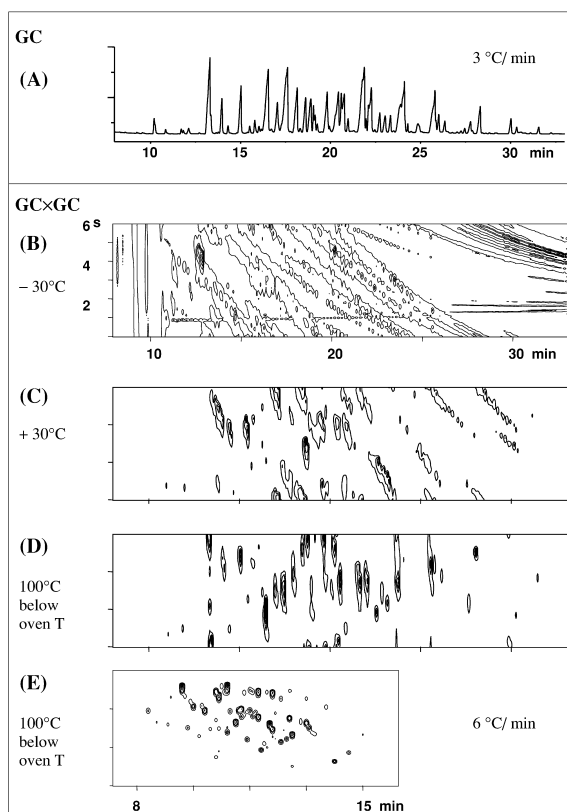 GC
(A)
3 °C/ min
10 15 20 25 30 min
GC×GC
(B)
− 30°C
6 s
4
2
10 20 30 min
(C)
+ 30°C
(D)
100°C
below
oven T
(E)
100°C
below
oven T
6 °C/ min
8 15 min